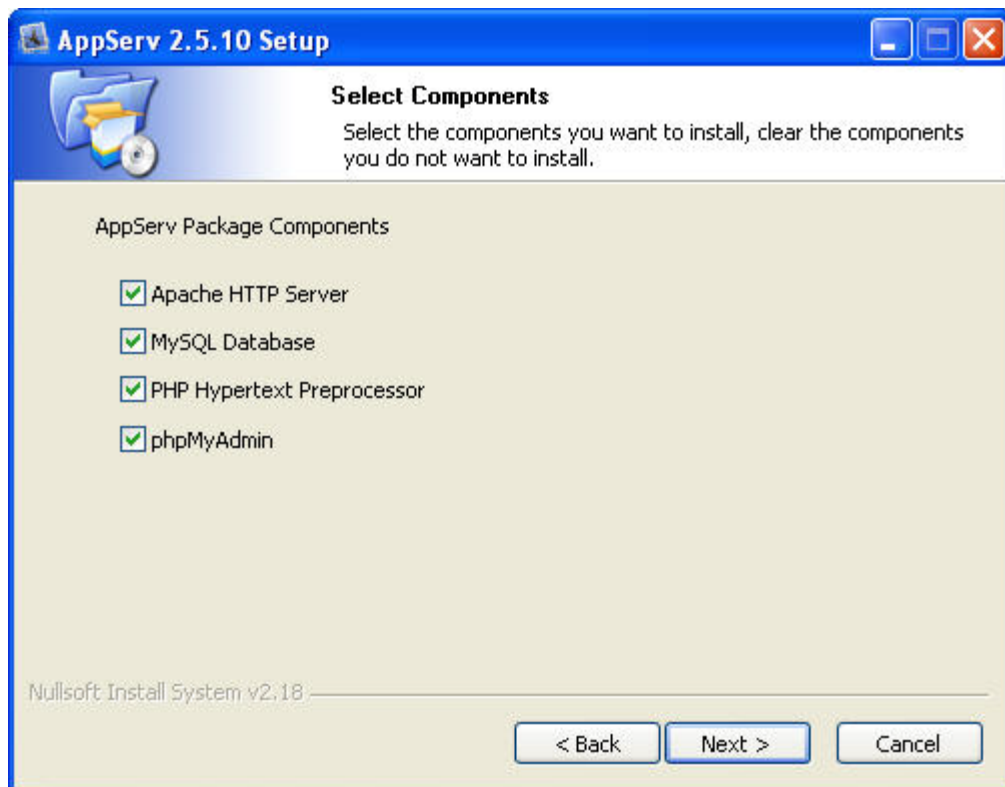 AppServ 2.5.10 Setup
Select Components
Select the components you want to install, clear the components
you do not want to install.
AppServ Package Components
Apache HTTP Server
MySQL Database
PHP Hypertext Preprocessor
phpMyAdmin
Nullsoft Install System v2.18
< Back Next > Cancel